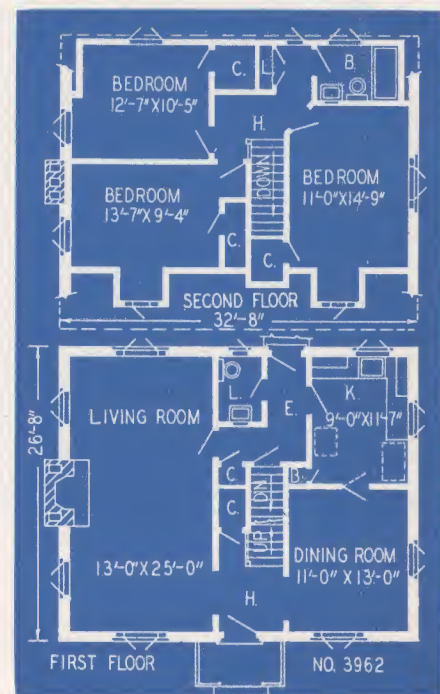 BEDROOM
12'-7"X10'-5"
C.
L.
B.
H.
BEDROOM
13'-7"X9'-4"
DOWN
BEDROOM
11'-0"X14'-9"
C.
C.
SECOND FLOOR
32'-8"
26'-8"
LIVING ROOM
L.
E.
K.
9'-0"X11'-7"
C.
B.
C.
DN.
UP
13'-0"X25'-0"
DINING ROOM
11'-0"X13'-0"
H.
FIRST FLOOR
NO. 3962